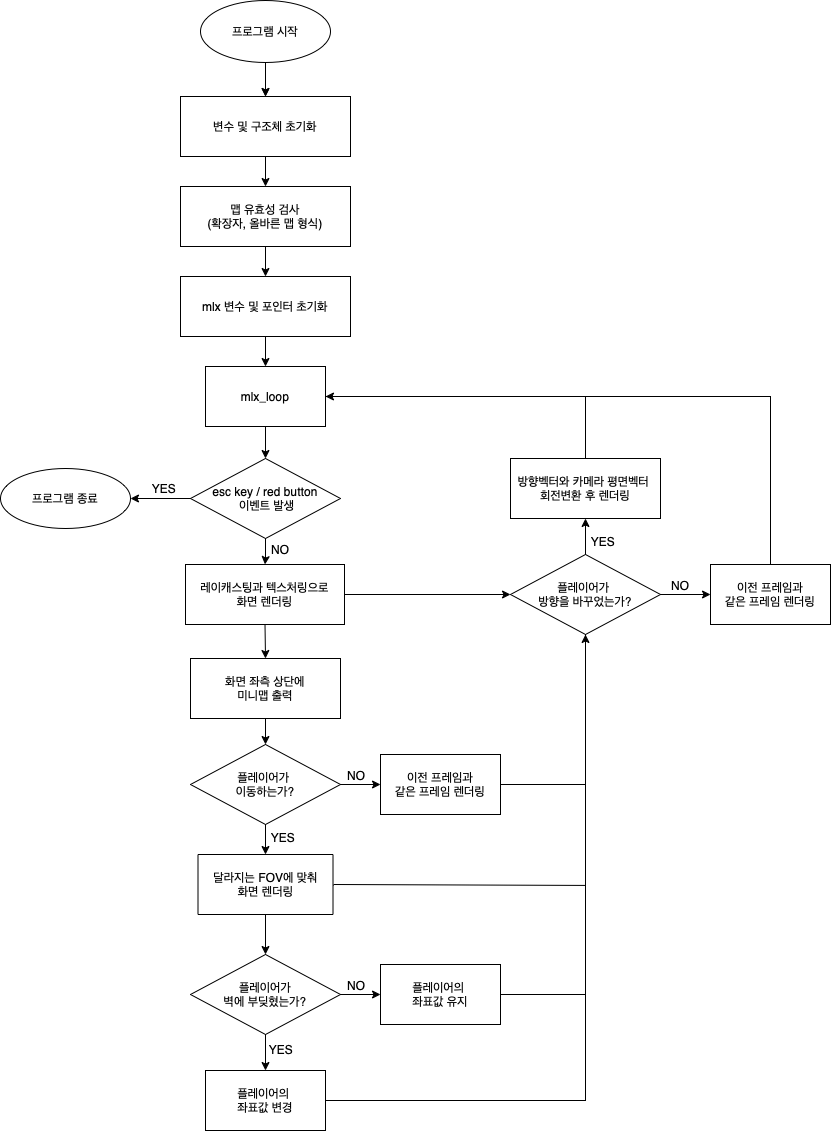 프로그램 시작
변수 및 구조체 초기화
맵 유효성 검사
(확장자, 올바른 맵 형식)
mlx 변수 및 포인터 초기화
mlx_loop
esc key / red button
이벤트 발생
YES
프로그램 종료
NO
레이캐스팅과 텍스처링으로
화면 렌더링
방향벡터와 카메라 평면벡터
회전변환 후 렌더링
YES
플레이어가
방향을 바꾸었는가?
NO
이전 프레임과
같은 프레임 렌더링
화면 좌측 상단에
미니맵 출력
플레이어가
이동하는가?
NO
이전 프레임과
같은 프레임 렌더링
YES
달라지는 FOV에 맞춰
화면 렌더링
플레이어가
벽에 부딪혔는가?
NO
플레이어의
좌표값 유지
YES
플레이어의
좌표값 변경